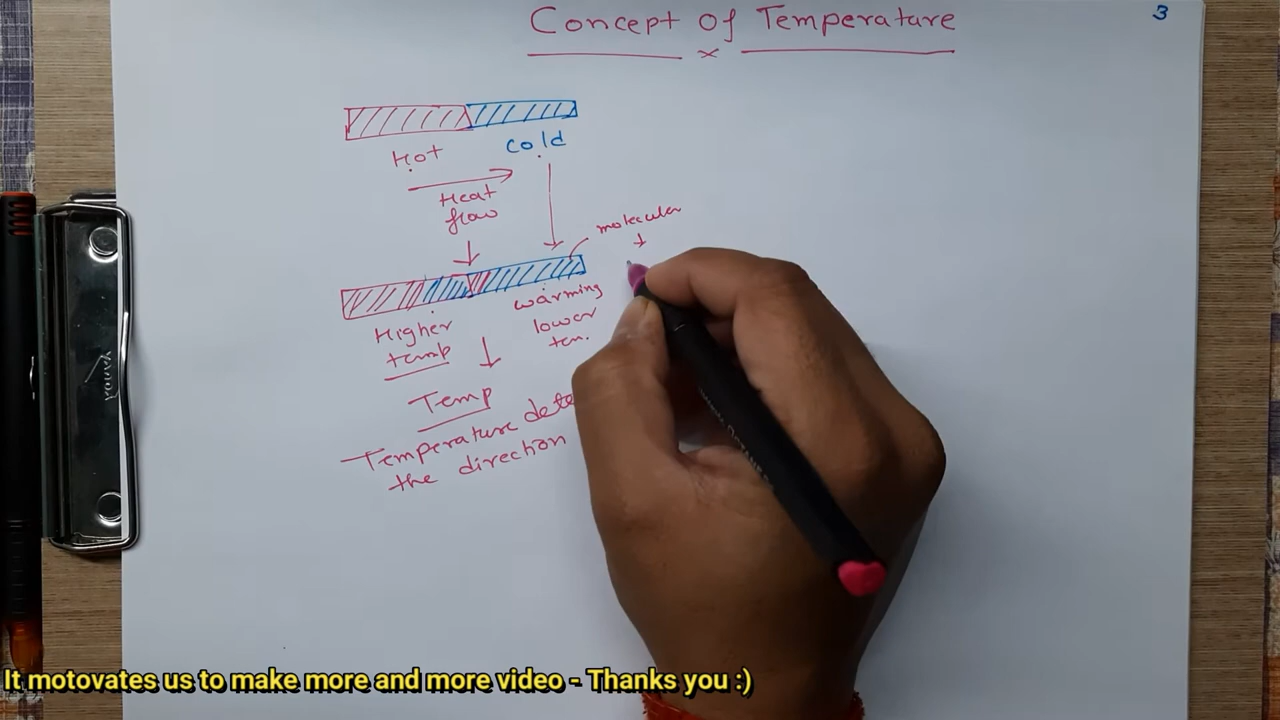 Concept of Temperature
3
Hot
Cold
Heat
flow
molecular
Higher
temp
warming
lower
tem.
Temp
Temperature dete
the direction
It motovates us to make more and more video - Thanks you :)